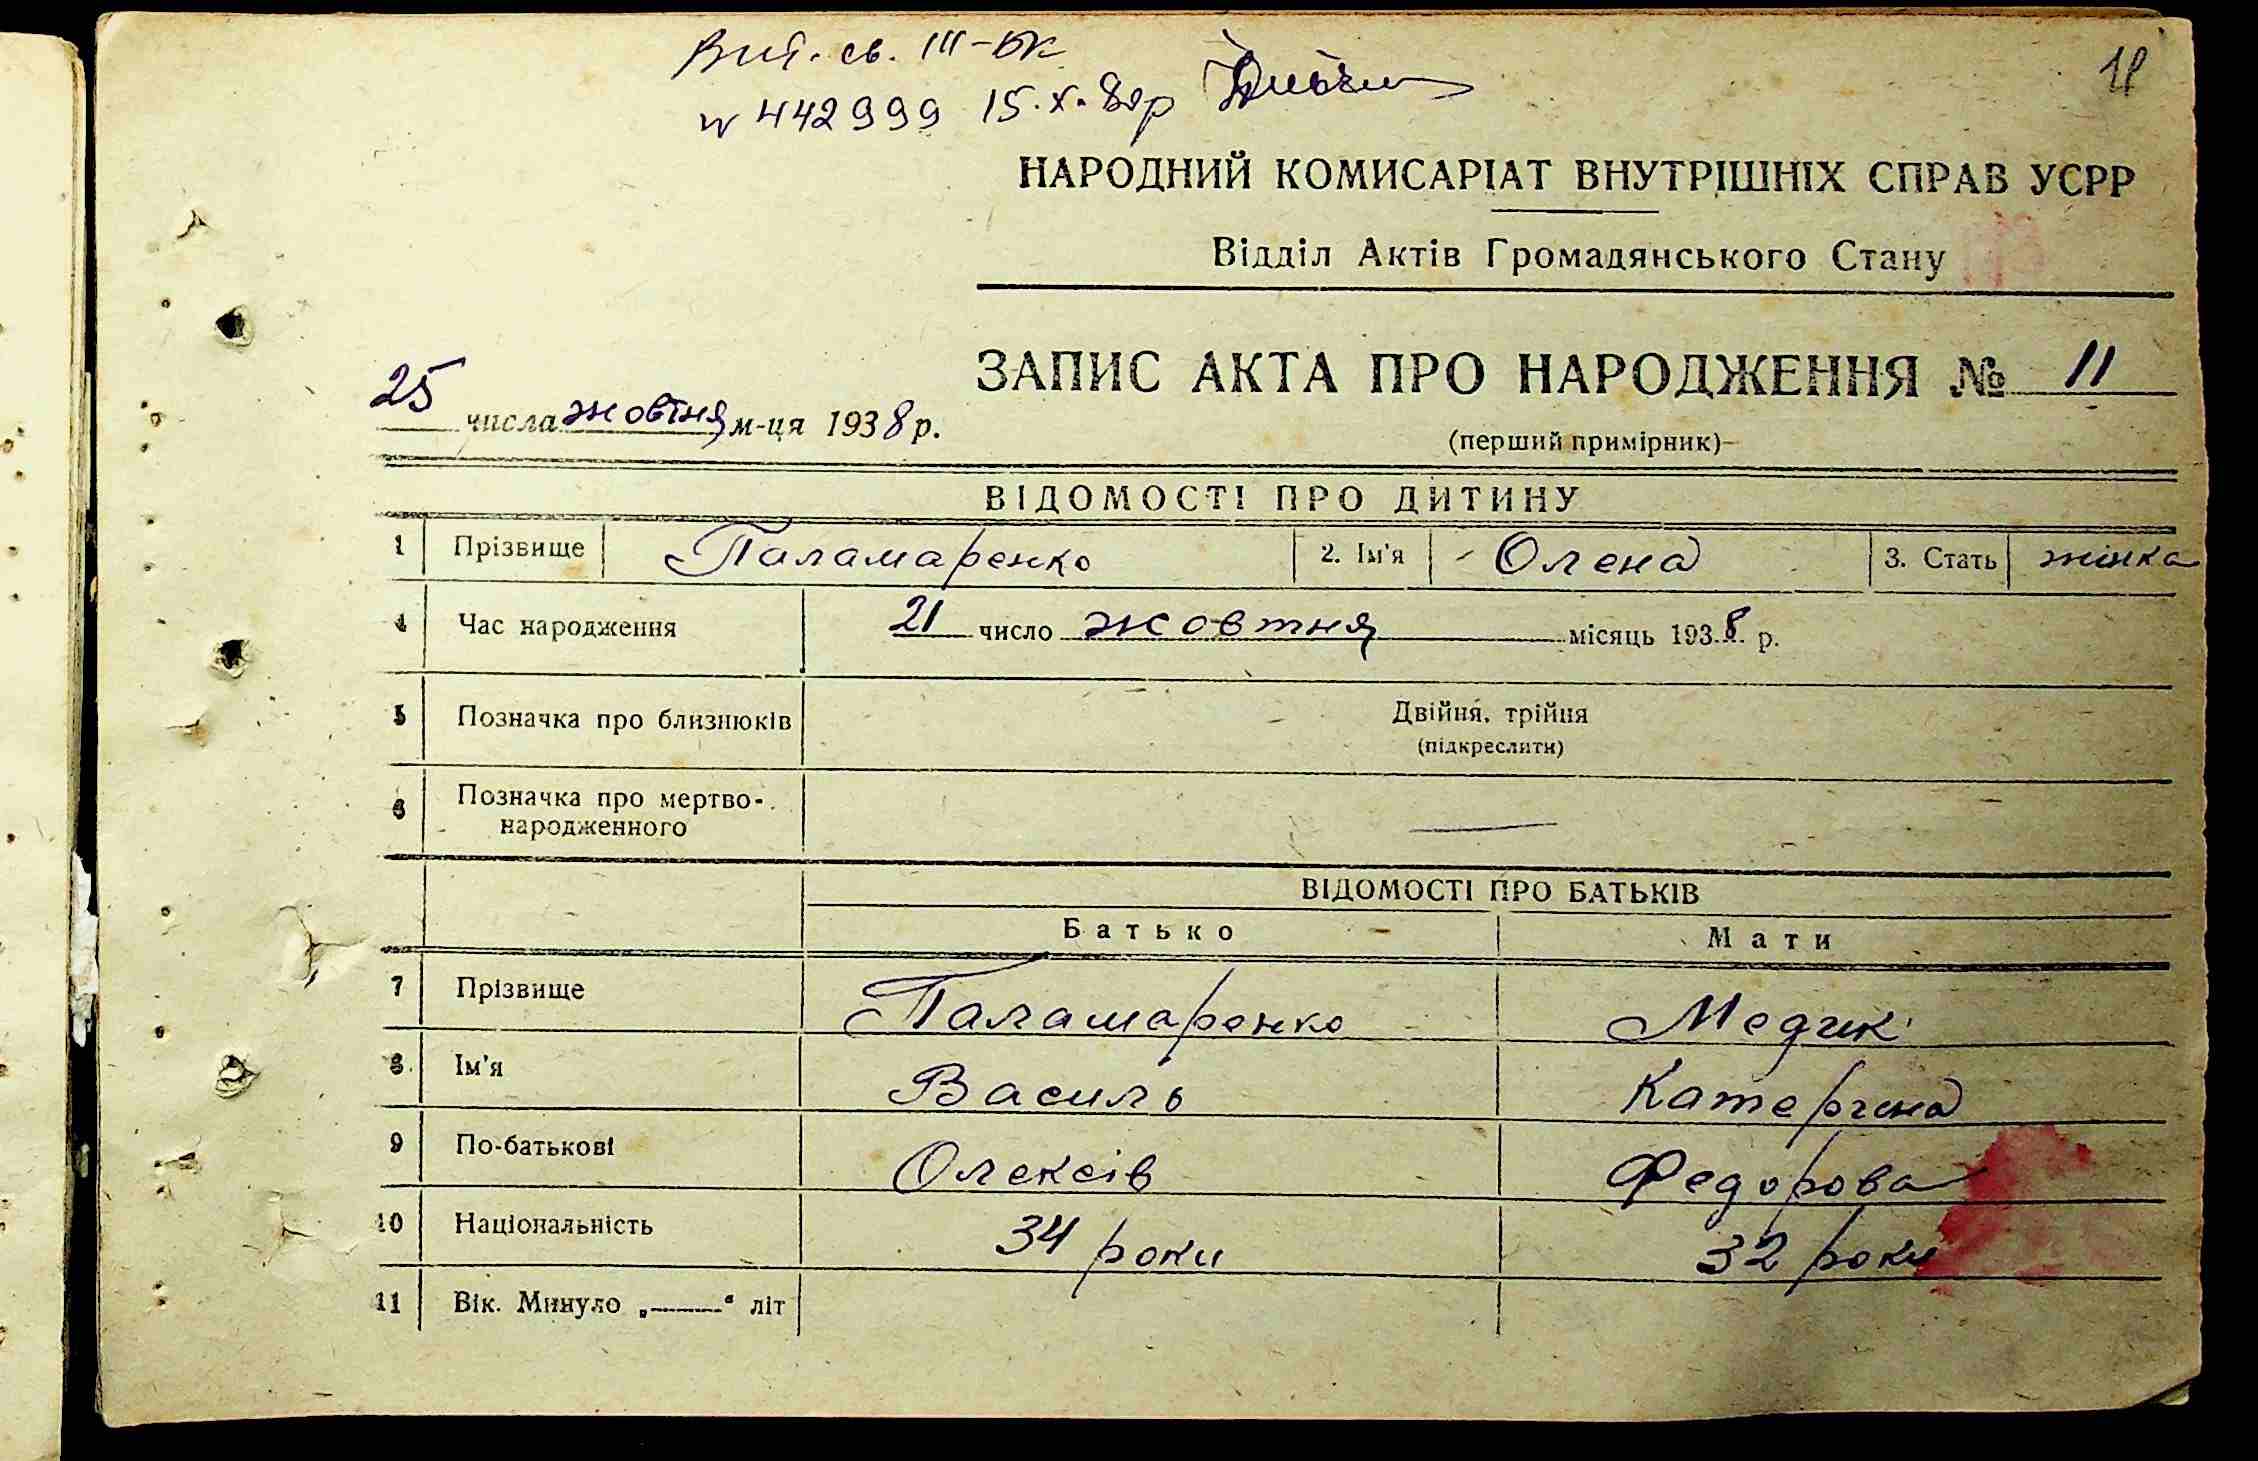 Вид. св. III-БК
№ 442999 15.X.80р
11
НАРОДНИЙ КОМИСАРІАТ ВНУТРІШНІХ СПРАВ УСРР
Відділ Актів Громадянського Стану
ЗАПИС АКТА ПРО НАРОДЖЕННЯ № 11
25 числа жовтня м-ця 1938 р.
(перший примірник)
ВІДОМОСТІ ПРО ДИТИНУ
1 Прізвище Паламаренко 2. Ім'я Олена 3. Стать жінка
4 Час народження 21 число жовтня місяць 1938 р.
5 Позначка про близнюків Двійня, трійня
(підкреслити)
6 Позначка про мертво-
народженного —
ВІДОМОСТІ ПРО БАТЬКІВ
Батько Мати
7 Прізвище Паламаренко Медик
8 Ім'я Василь Катерина
9 По-батькові Олексів Федорова
10 Національність 34 роки 32 роки
11 Вік. Минуло „——“ літ